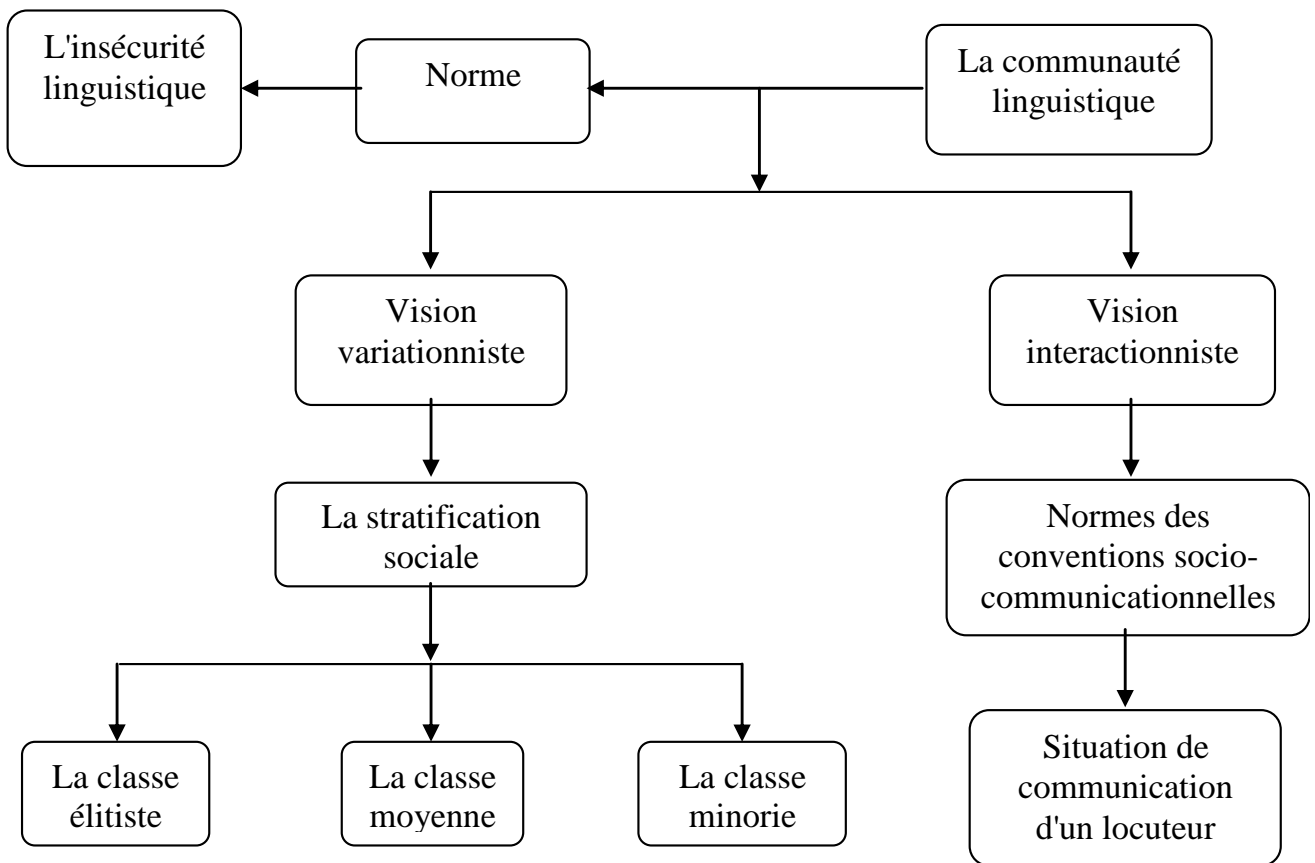 L'insécurité
linguistique
Norme
La communauté
linguistique
Vision
variationniste
Vision
interactionniste
La stratification
sociale
Normes des
conventions socio-
communicationnelles
La classe
élitiste
La classe
moyenne
La classe
minorie
Situation de
communication
d'un locuteur